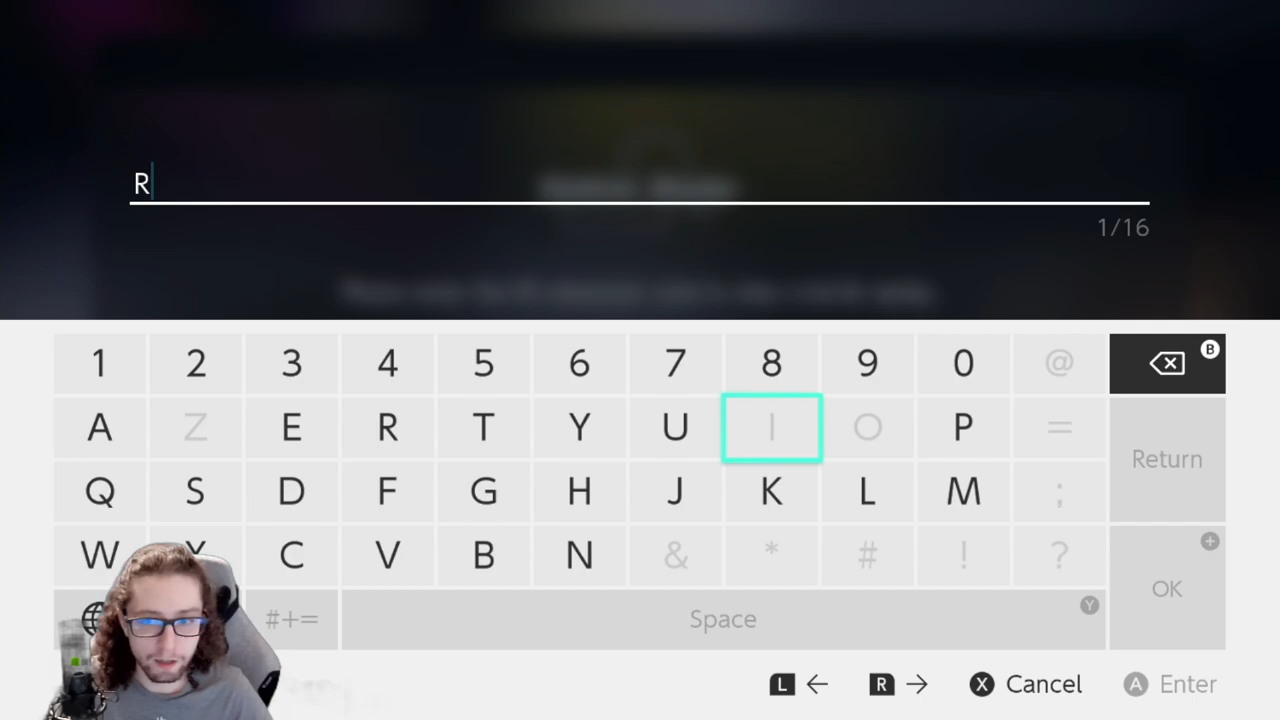 R
1/16
1 2 3 4 5 6 7 8 9 0 @ B
A Z E R T Y U I O P =
Return
Q S D F G H J K L M ;
W X C V B N & * # ! ? +
OK
#+= Space Y
L ← R → X Cancel A Enter